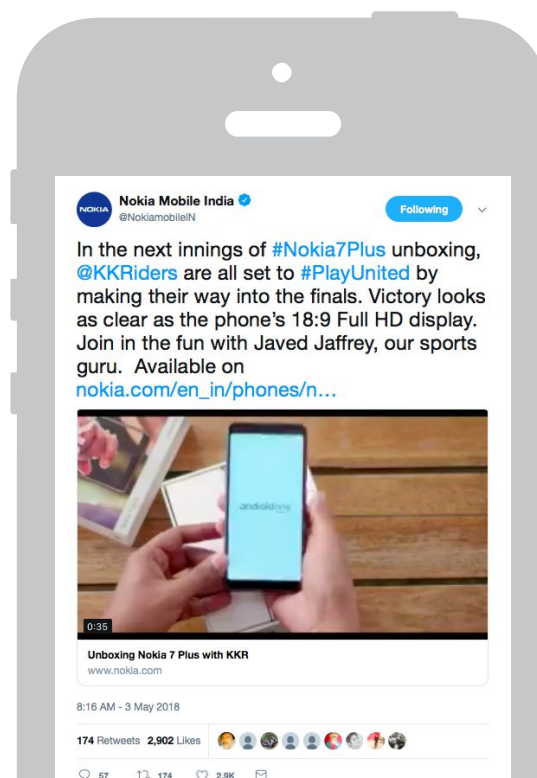 NOKIA
Nokia Mobile India
@NokiamobileIN
Following
In the next innings of #Nokia7Plus unboxing,
@KKRiders are all set to #PlayUnited by
making their way into the finals. Victory looks
as clear as the phone's 18:9 Full HD display.
Join in the fun with Javed Jaffrey, our sports
guru. Available on
nokia.com/en_in/phones/n…
androidone
0:35
Unboxing Nokia 7 Plus with KKR
www.nokia.com
8:16 AM - 3 May 2018
174 Retweets 2,902 Likes
57 174 2.9K